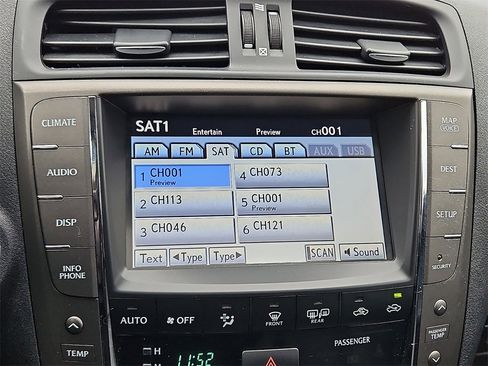 SAT1 Entertain Preview CH001
AM FM SAT CD BT AUX USB
1 CH001
Preview
4 CH073
2 CH113
5 CH001
Preview
3 CH046
6 CH121
Text ◀Type Type▶ SCAN Sound
CLIMATE
AUDIO
DISP
INFO
PHONE
TEMP
MAP
VOICE
DEST
SETUP
SECURITY
PASSENGER
TEMP
AUTO OFF FRONT REAR
PASSENGER
H
M
11:52